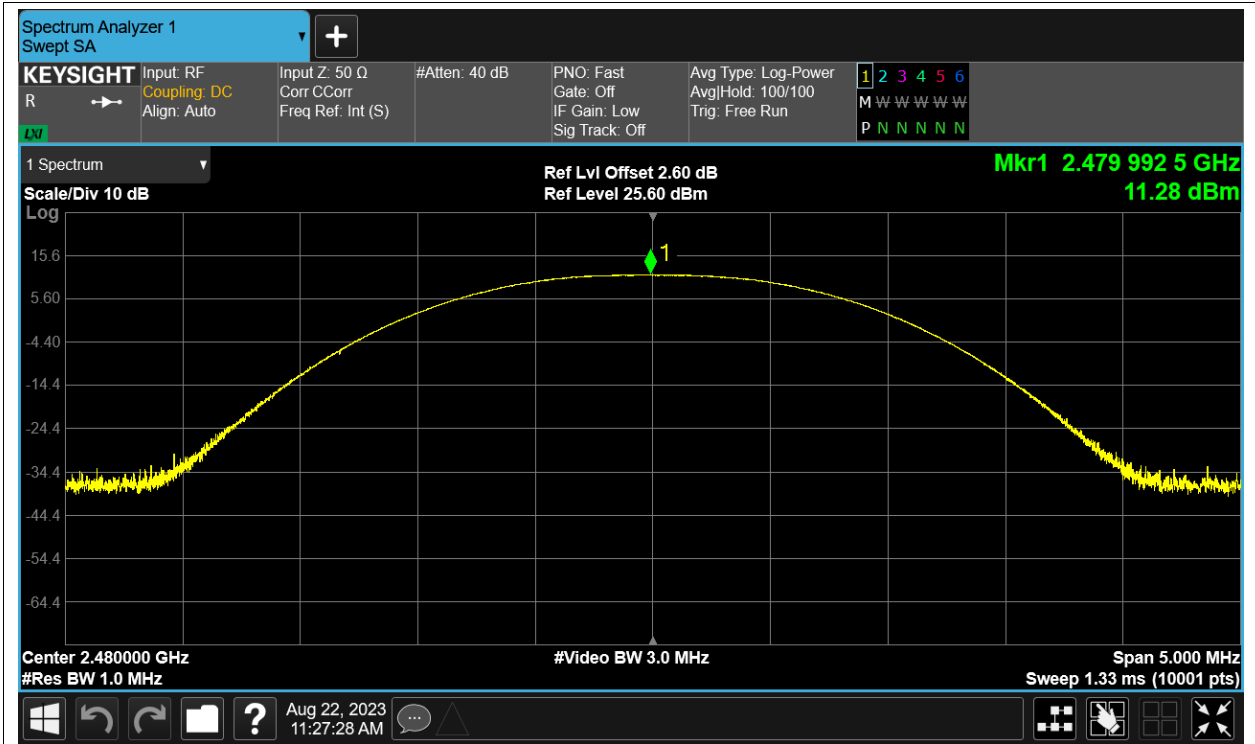 Spectrum Analyzer 1
Swept SA
KEYSIGHT
R
LXI
Input: RF
Coupling: DC
Align: Auto
Input Z: 50 Ω
Corr CCorr
Freq Ref: Int (S)
#Atten: 40 dB
PNO: Fast
Gate: Off
IF Gain: Low
Sig Track: Off
Avg Type: Log-Power
Avg|Hold: 100/100
Trig: Free Run
1 2 3 4 5 6
M W W W W W W
P N N N N N
1 Spectrum
Scale/Div 10 dB
Log
Ref Lvl Offset 2.60 dB
Ref Level 25.60 dBm
Mkr1 2.479 992 5 GHz
11.28 dBm
1
15.6
5.60
-4.40
-14.4
-24.4
-34.4
-44.4
-54.4
-64.4
Center 2.480000 GHz
#Res BW 1.0 MHz
#Video BW 3.0 MHz
Span 5.000 MHz
Sweep 1.33 ms (10001 pts)
?
Aug 22, 2023
11:27:28 AM